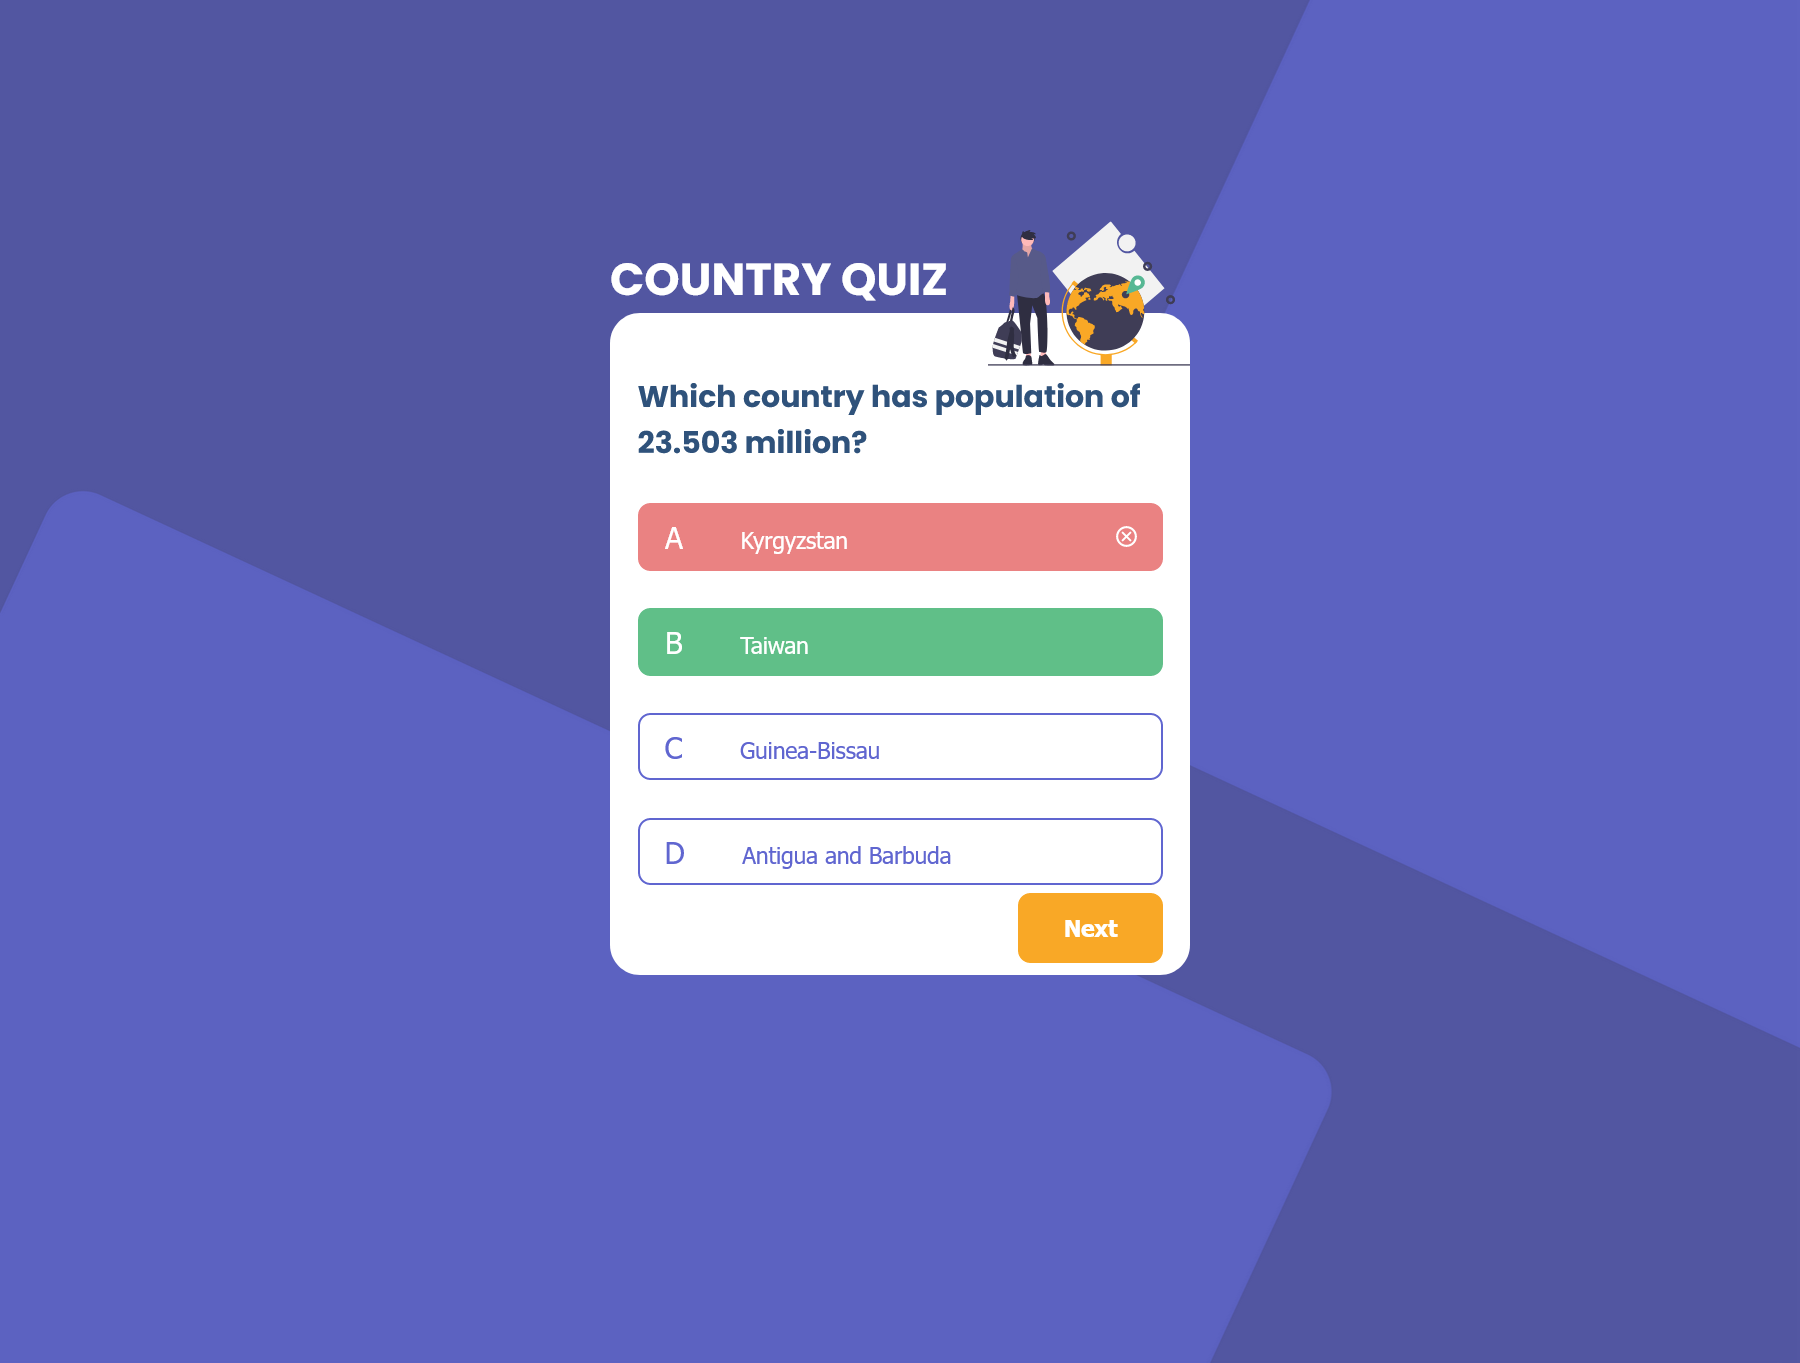 COUNTRY QUIZ
Which country has population of
23.503 million?
A Kyrgyzstan
B Taiwan
C Guinea-Bissau
D Antigua and Barbuda
Next